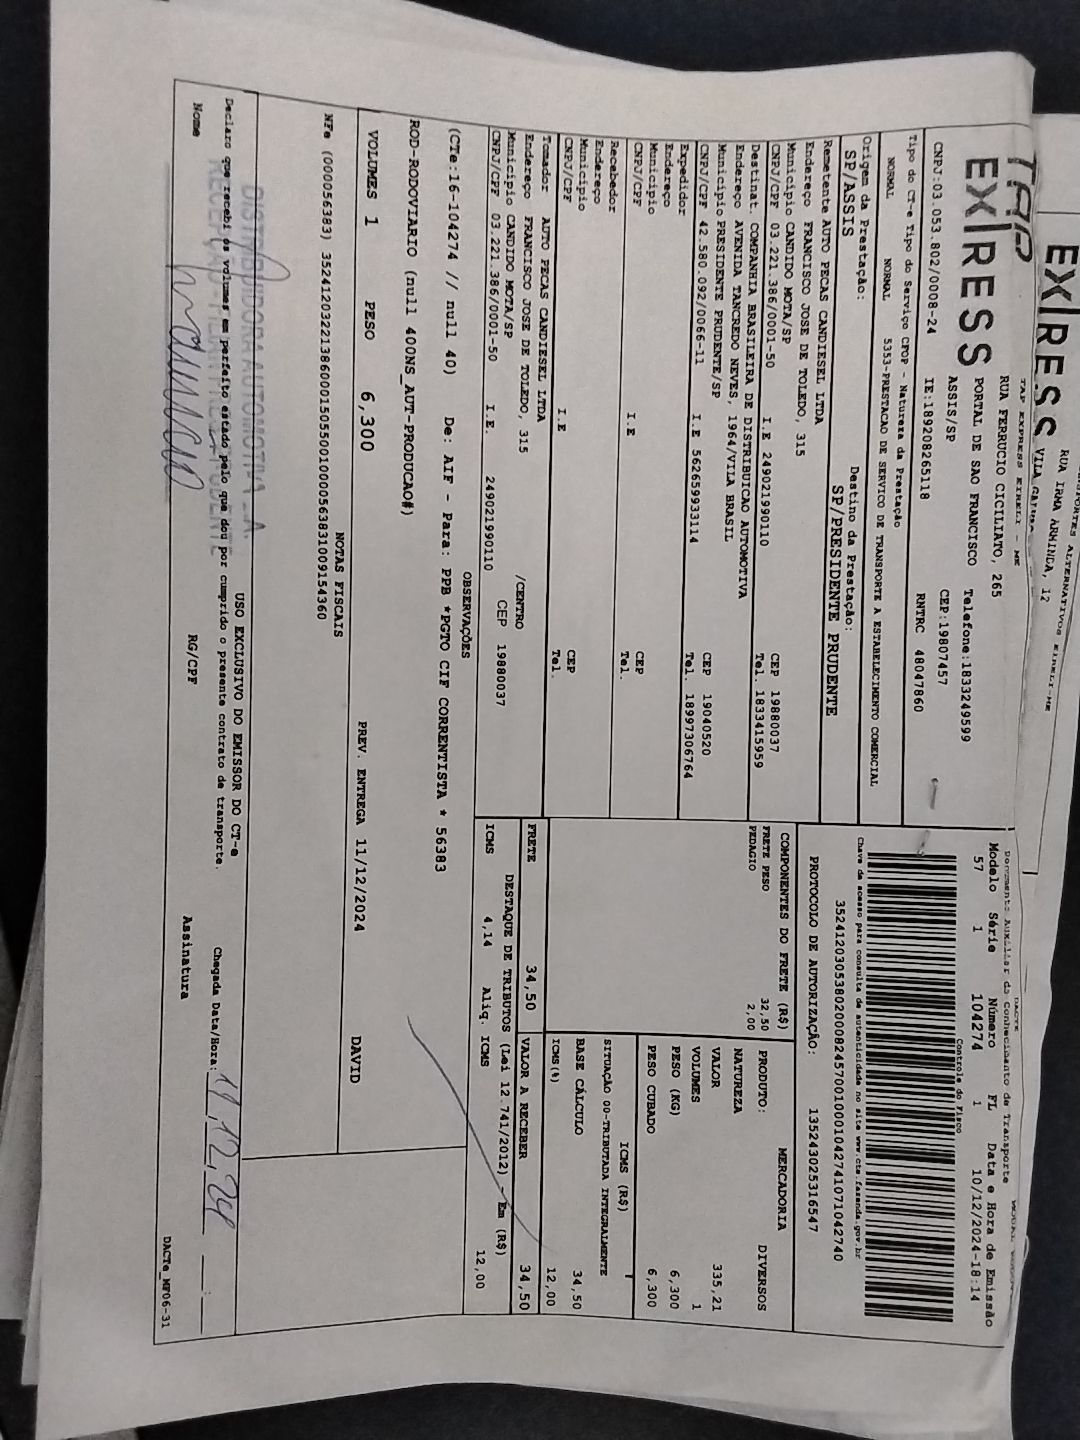 EX/RESS
RUA IRMA ARMINDA, 12
TAP EXPRESS EIRELI - ME
EX/RESS
RUA FERRUCIO CICILIATO, 265
PORTAL DE SAO FRANCISCO Telefone:1833249599
ASSIS/SP CEP:19807457
CNPJ:03.053.802/0008-24 IE:189208265118 RNTRC 48047860
Tipo do CT-e Tipo do Serviço CFOP - Natureza da Prestação
NORMAL NORMAL 5353-PRESTACAO DE SERVICO DE TRANSPORTE A ESTABELECIMENTO COMERCIAL
Origem da Prestação: Destino da Prestação:
SP/ASSIS SP/PRESIDENTE PRUDENTE
Remetente AUTO PECAS CANDIESEL LTDA
Endereço FRANCISCO JOSE DE TOLEDO, 315
Município CANDIDO MOTA/SP CEP 19880037
CNPJ/CPF 03.221.386/0001-50 I.E 249021990110 Tel. 1833415959
Destinat. COMPANHIA BRASILEIRA DE DISTRIBUICAO AUTOMOTIVA
Endereço AVENIDA TANCREDO NEVES, 1964/VILA BRASIL
Município PRESIDENTE PRUDENTE/SP CEP 19040520
CNPJ/CPF 42.580.092/0066-11 I.E 562659933114 Tel. 18997306764
Expedidor
Endereço
Município CEP
CNPJ/CPF I.E Tel.
Recebedor
Endereço
Município CEP
CNPJ/CPF I.E Tel.
Tomador AUTO PECAS CANDIESEL LTDA
Endereço FRANCISCO JOSE DE TOLEDO, 315 /CENTRO
Município CANDIDO MOTA/SP CEP 19880037
CNPJ/CPF 03.221.386/0001-50 I.E. 249021990110
Documento Auxiliar do Conhecimento de Transporte
Modelo Série Número FL Data e Hora de Emissão
57 1 104274 1 10/12/2024-18:14
Controle do Fisco
Chave de acesso para consulta de autenticidade no site www.cte.fazenda.gov.br
35241203053802000824570010001042741071042740
PROTOCOLO DE AUTORIZAÇÃO: 135243025316547
COMPONENTES DO FRETE (R$)
FRETE PESO 32,50
PEDAGIO 2,00
MERCADORIA
PRODUTO: DIVERSOS
NATUREZA
VALOR 335,21
VOLUMES 1
PESO (KG) 6,300
PESO CUBADO 6,300
ICMS (R$)
SITUAÇÃO 00-TRIBUTADA INTEGRALMENTE
BASE CÁLCULO 34,50
ICMS(%) 12,00
FRETE 34,50 VALOR A RECEBER 34,50
DESTAQUE DE TRIBUTOS (Lei 12.741/2012) - Em (R$)
ICMS 4,14 Aliq. ICMS 12,00
OBSERVAÇÕES
(CTe:16-104274 // null 40) De: AIF - Para: PPB *PGTO CIF CORRENTISTA * 56383
ROD-RODOVIARIO (null 400NS_AUT-PRODUCAO#)
VOLUMES 1 PESO 6,300 PREV. ENTREGA 11/12/2024 DAVID
NOTAS FISCAIS
NFe (000056383) 35241203221386000150550010000563831009154360
USO EXCLUSIVO DO EMISSOR DO CT-e
DISTRIBUIDORA AUTOMOTIVA
Declaro que recebi os volumes em perfeito estado pelo que dou por cumprido o presente contrato de transporte. Chegada Data/Hora: 11/12/24 __:__
Nome RG/CPF Assinatura
DACTe_MF06-31